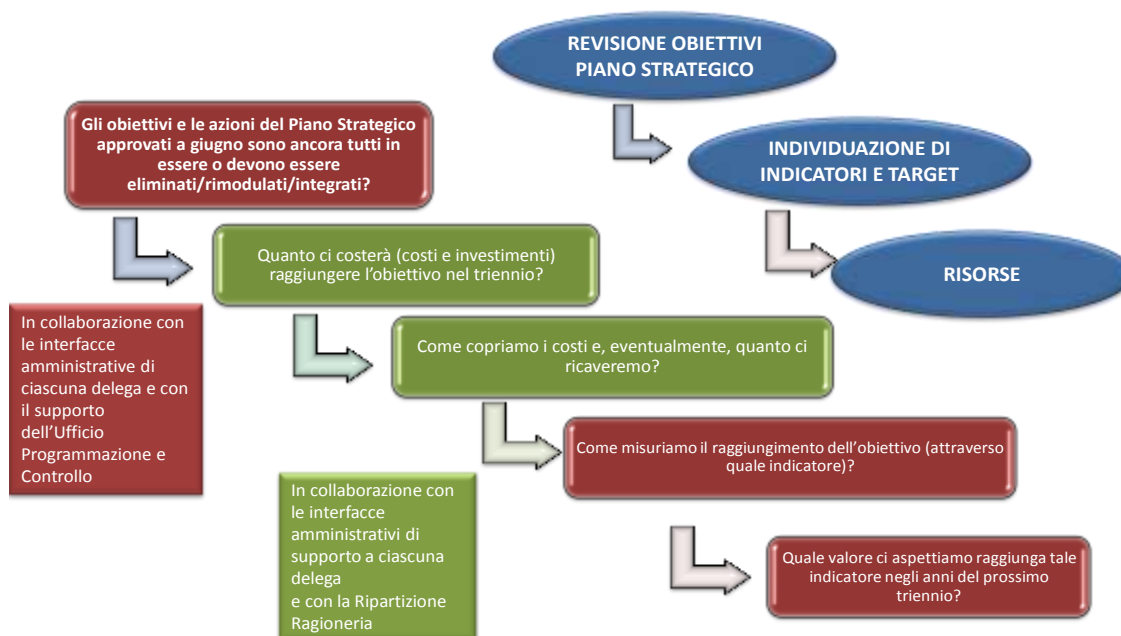 REVISIONE OBIETTIVI
PIANO STRATEGICO
Gli obiettivi e le azioni del Piano Strategico
approvati a giugno sono ancora tutti in
essere o devono essere
eliminati/rimodulati/integrati?
INDIVIDUAZIONE DI
INDICATORI E TARGET
Quanto ci costerà (costi e investimenti)
raggiungere l'obiettivo nel triennio?
RISORSE
In collaborazione con
le interfacce
amministrative di
ciascuna delega e con
il supporto
dell'Ufficio
Programmazione e
Controllo
Come copriamo i costi e, eventualmente, quanto ci
ricaveremo?
Come misuriamo il raggiungimento dell'obiettivo (attraverso
quale indicatore)?
In collaborazione con
le interfacce
amministrativi di
supporto a ciascuna
delega
e con la Ripartizione
Ragioneria
Quale valore ci aspettiamo raggiunga tale
indicatore negli anni del prossimo
triennio?